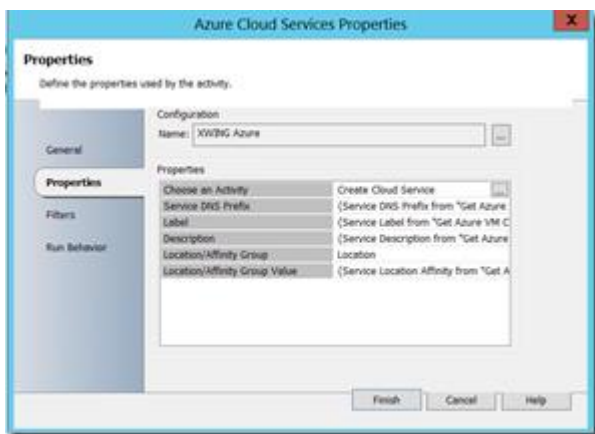 Azure Cloud Services Properties
X
Properties
Define the properties used by the activity.
General
Properties
Filters
Run Behavior
Configuration
Name: XWING Azure ...
Properties
Choose an Activity Create Cloud Service ...
Service DNS Prefix {Service DNS Prefix from "Get Azure
Label {Service Label from "Get Azure VM C
Description {Service Description from "Get Azure
Location/Affinity Group Location
Location/Affinity Group Value {Service Location Affinity from "Get A
Finish Cancel Help